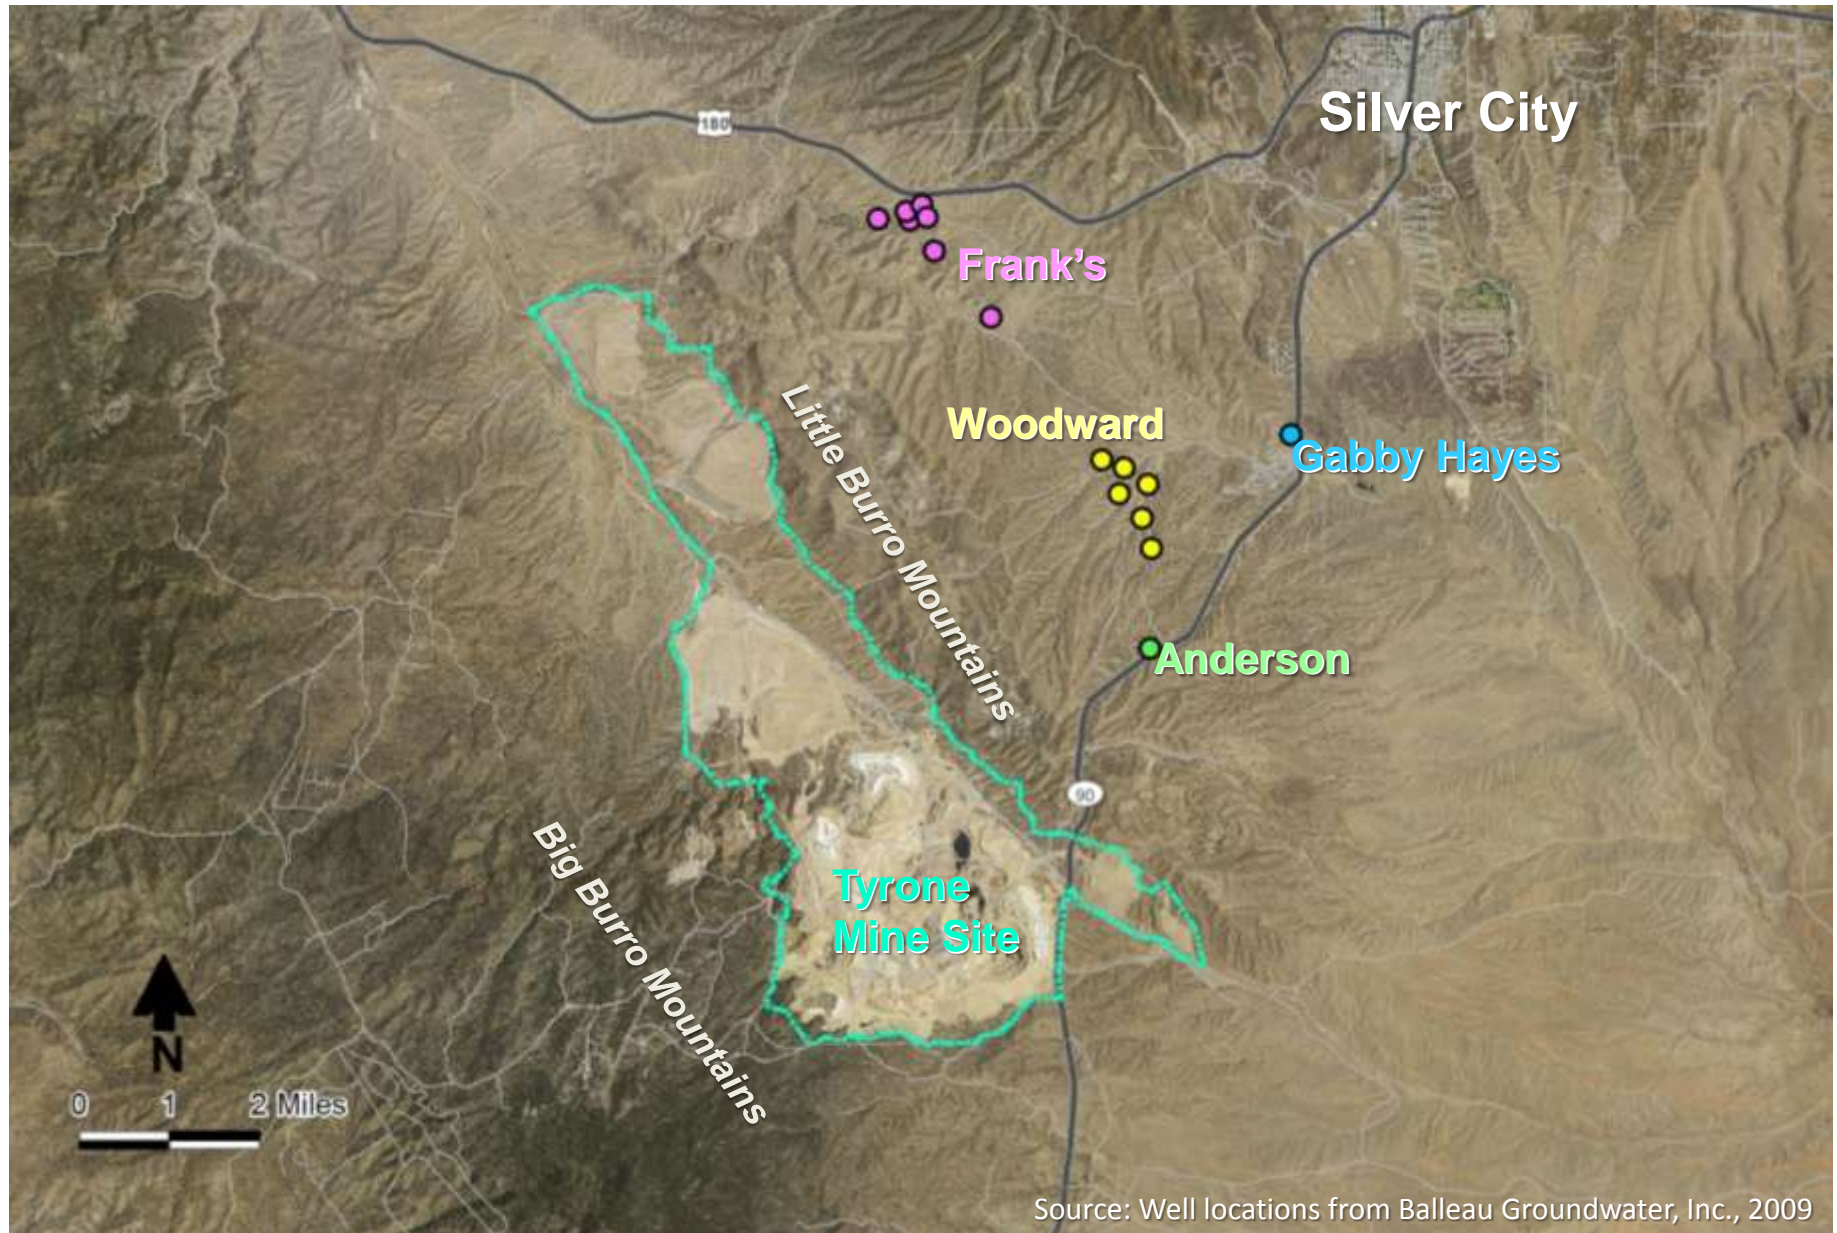 180
Silver City
Frank's
Little Burro Mountains
Woodward
Gabby Hayes
Anderson
90
Big Burro Mountains
Tyrone
Mine Site
N
0 1 2 Miles
Source: Well locations from Balleau Groundwater, Inc., 2009